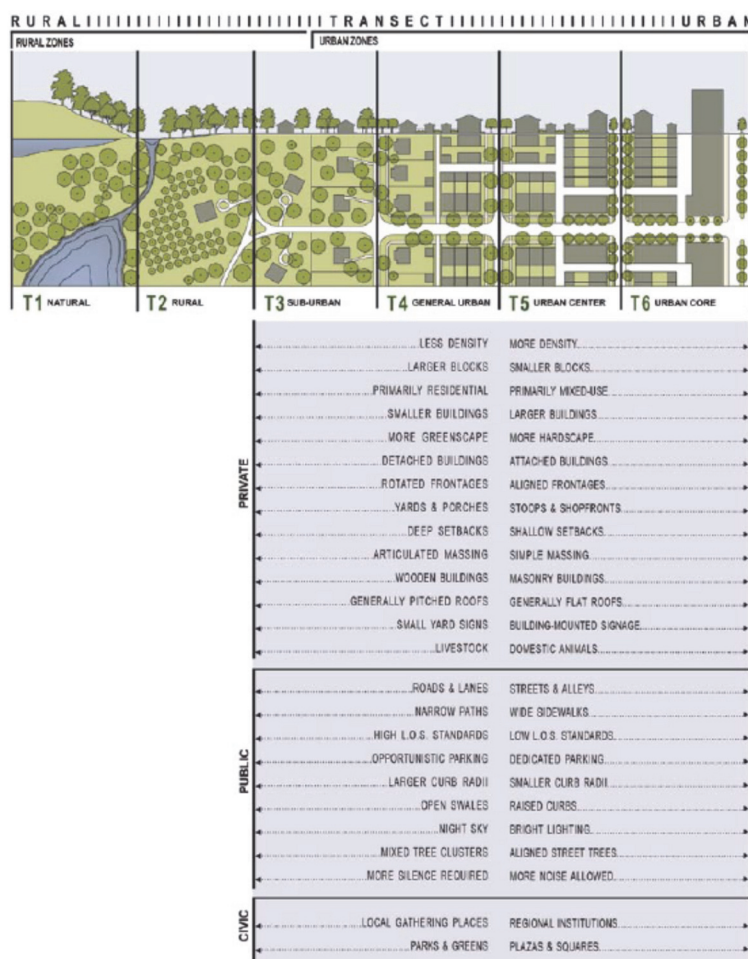 RURAL IIIIIIIIIIIIII TRANSECT IIIIIIIIIIIIII URBAN
RURAL ZONES URBAN ZONES
T1 NATURAL T2 RURAL T3 SUB-URBAN T4 GENERAL URBAN T5 URBAN CENTER T6 URBAN CORE
PRIVATE
LESS DENSITY MORE DENSITY
LARGER BLOCKS SMALLER BLOCKS
PRIMARILY RESIDENTIAL PRIMARILY MIXED-USE
SMALLER BUILDINGS LARGER BUILDINGS
MORE GREENSCAPE MORE HARDSCAPE
DETACHED BUILDINGS ATTACHED BUILDINGS
ROTATED FRONTAGES ALIGNED FRONTAGES
YARDS & PORCHES STOOPS & SHOPFRONTS
DEEP SETBACKS SHALLOW SETBACKS
ARTICULATED MASSING SIMPLE MASSING
WOODEN BUILDINGS MASONRY BUILDINGS
GENERALLY PITCHED ROOFS GENERALLY FLAT ROOFS
SMALL YARD SIGNS BUILDING-MOUNTED SIGNAGE
LIVESTOCK DOMESTIC ANIMALS
PUBLIC
ROADS & LANES STREETS & ALLEYS
NARROW PATHS WIDE SIDEWALKS
HIGH L.O.S. STANDARDS LOW L.O.S. STANDARDS
OPPORTUNISTIC PARKING DEDICATED PARKING
LARGER CURB RADII SMALLER CURB RADII
OPEN SWALES RAISED CURBS
NIGHT SKY BRIGHT LIGHTING
MIXED TREE CLUSTERS ALIGNED STREET TREES
MORE SILENCE REQUIRED MORE NOISE ALLOWED
CIVIC
LOCAL GATHERING PLACES REGIONAL INSTITUTIONS
PARKS & GREENS PLAZAS & SQUARES